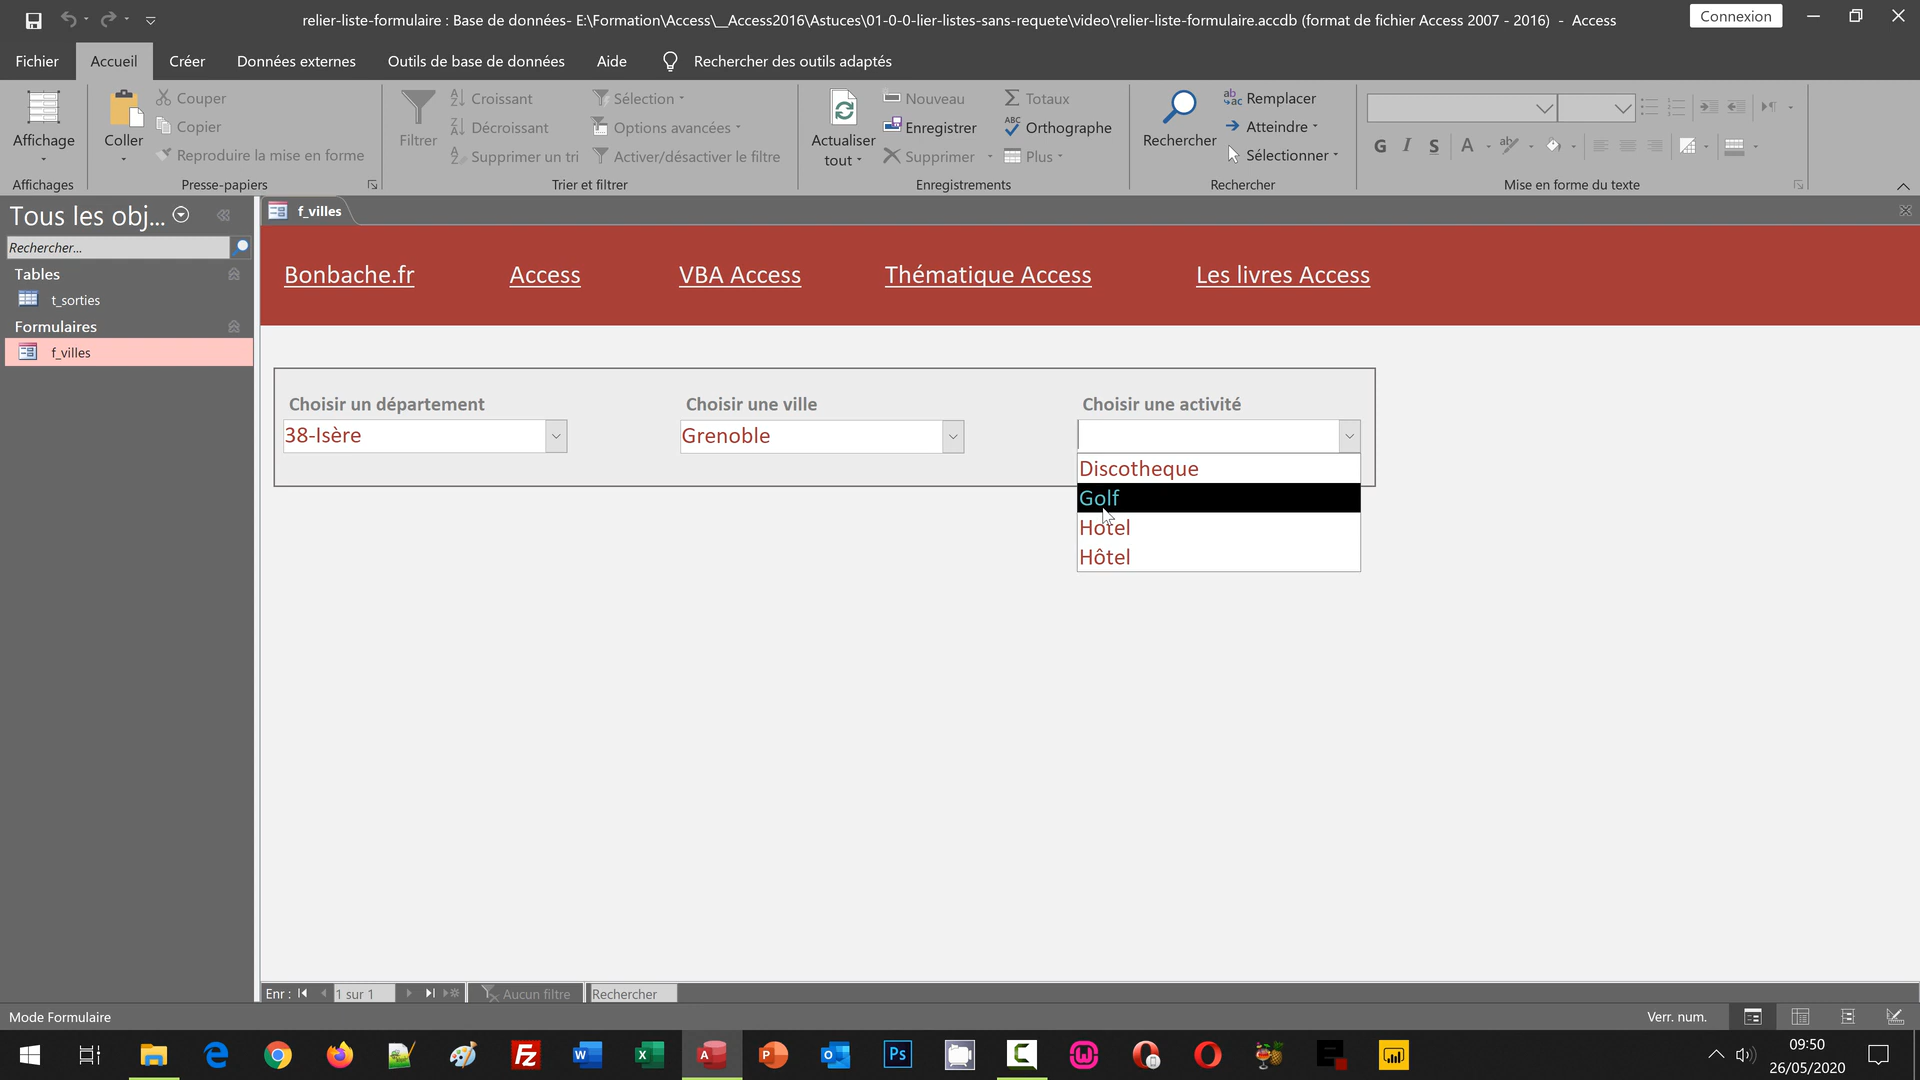 relier-liste-formulaire : Base de données- E:\Formation\Access\__Access2016\Astuces\01-0-0-lier-listes-sans-requete\video\relier-liste-formulaire.accdb (format de fichier Access 2007 - 2016) - Access
Connexion
Fichier
Accueil
Créer
Données externes
Outils de base de données
Aide
Rechercher des outils adaptés
Affichage
Affichages
Coller
Couper
Copier
Reproduire la mise en forme
Presse-papiers
Filtrer
Croissant
Décroissant
Supprimer un tri
Sélection
Options avancées
Activer/désactiver le filtre
Trier et filtrer
Actualiser
tout
Nouveau
Enregistrer
Supprimer
Totaux
Orthographe
Plus
Enregistrements
Rechercher
Remplacer
Atteindre
Sélectionner
Rechercher
G I S A
Mise en forme du texte
Tous les obj...
Rechercher...
Tables
t_sorties
Formulaires
f_villes
f_villes
Bonbache.fr
Access
VBA Access
Thématique Access
Les livres Access
Choisir un département
38-Isère
Choisir une ville
Grenoble
Choisir une activité
Discotheque
Golf
Hotel
Hôtel
Enr :
1 sur 1
Aucun filtre
Rechercher
Mode Formulaire
Verr. num.
09:50
26/05/2020